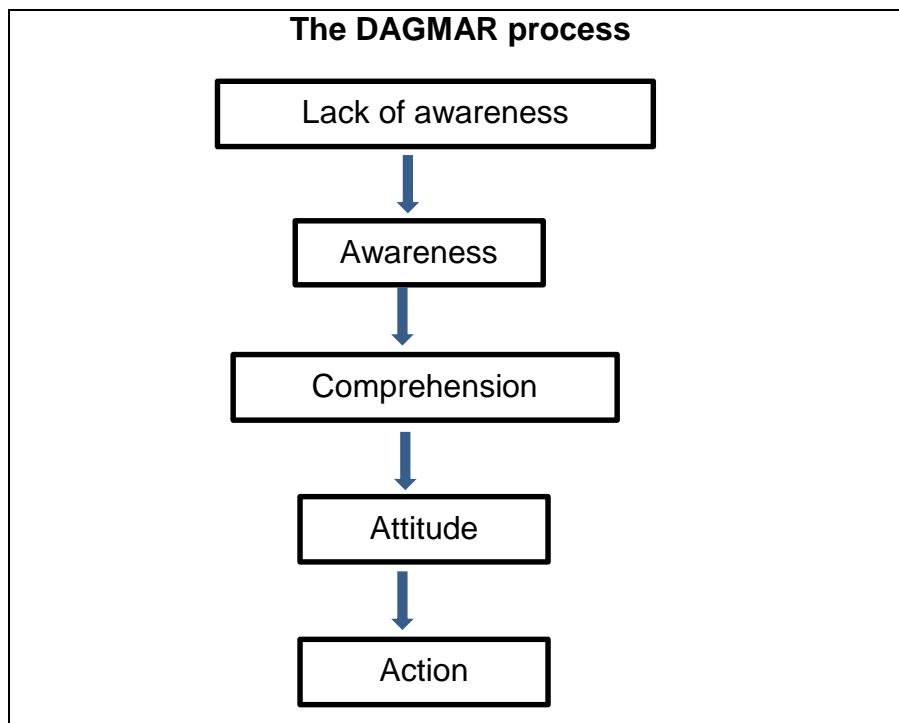 The DAGMAR process
Lack of awareness
Awareness
Comprehension
Attitude
Action